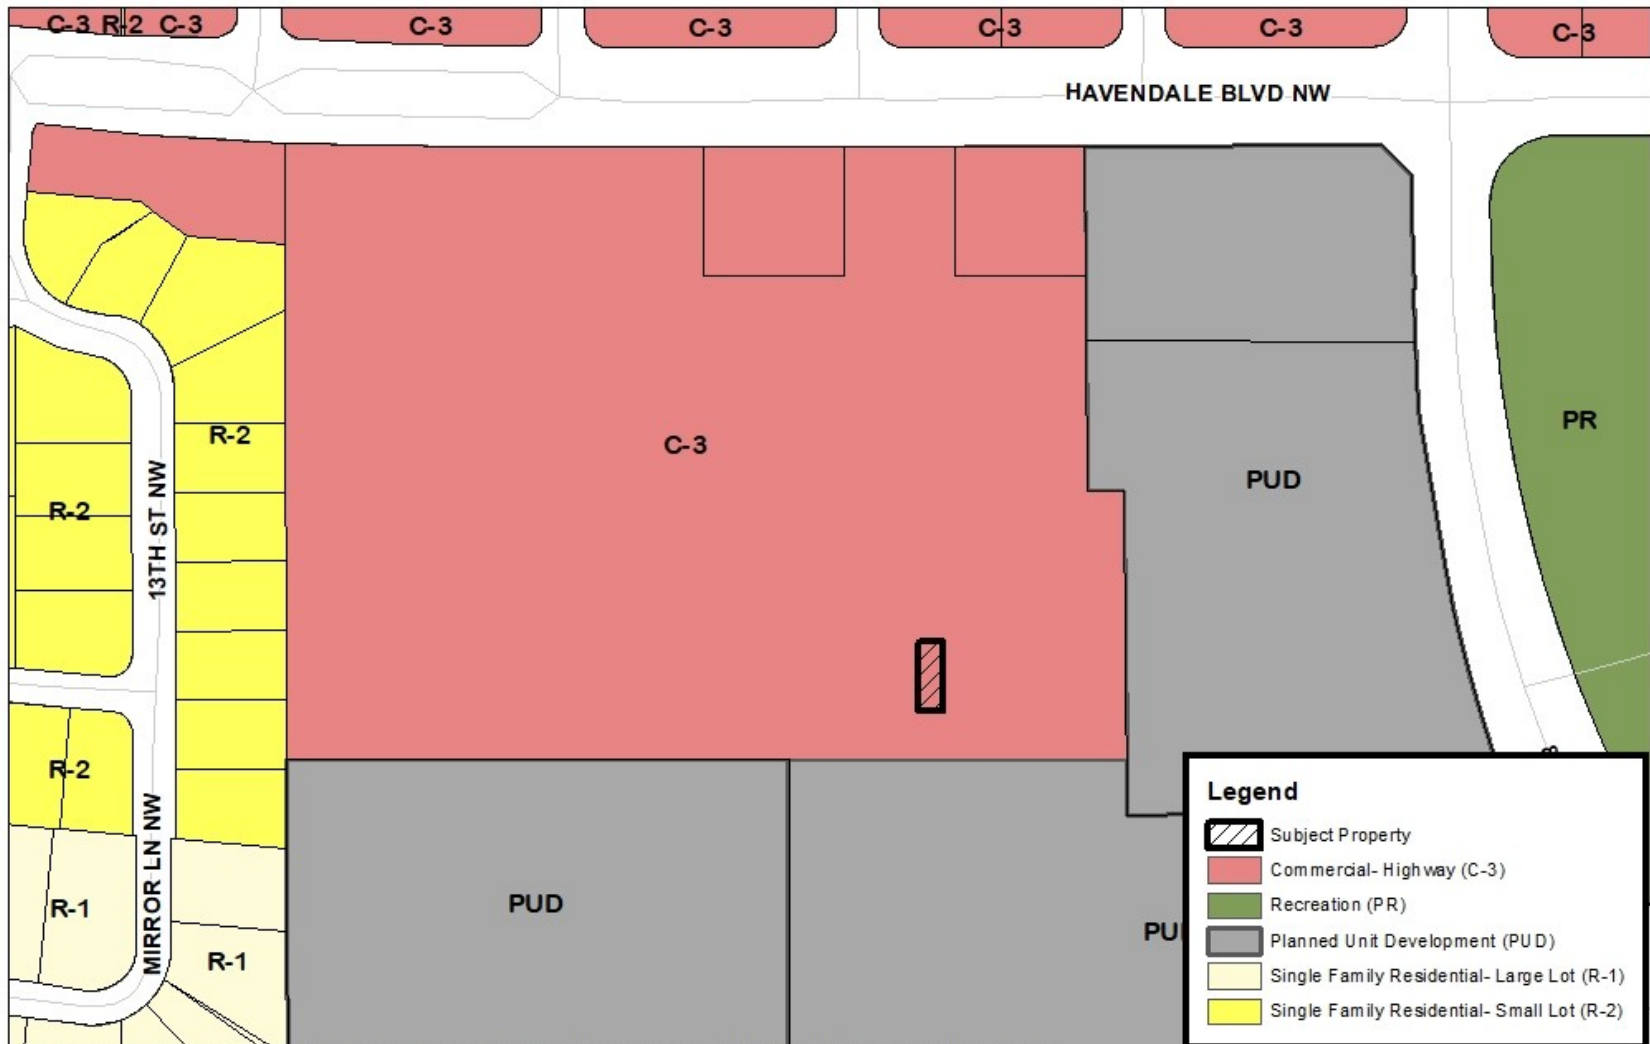 C-3 R-2 C-3 C-3 C-3 C-3 C-3 C-3
HAVENDALE BLVD NW
PR
C-3
R-2
PUD
R-2
13TH ST NW
R-2
MIRROR LN NW
R-1
PUD
R-1
Legend
Subject Property
Commercial- Highway (C-3)
Recreation (PR)
Planned Unit Development (PUD)
Single Family Residential- Large Lot (R-1)
Single Family Residential- Small Lot (R-2)